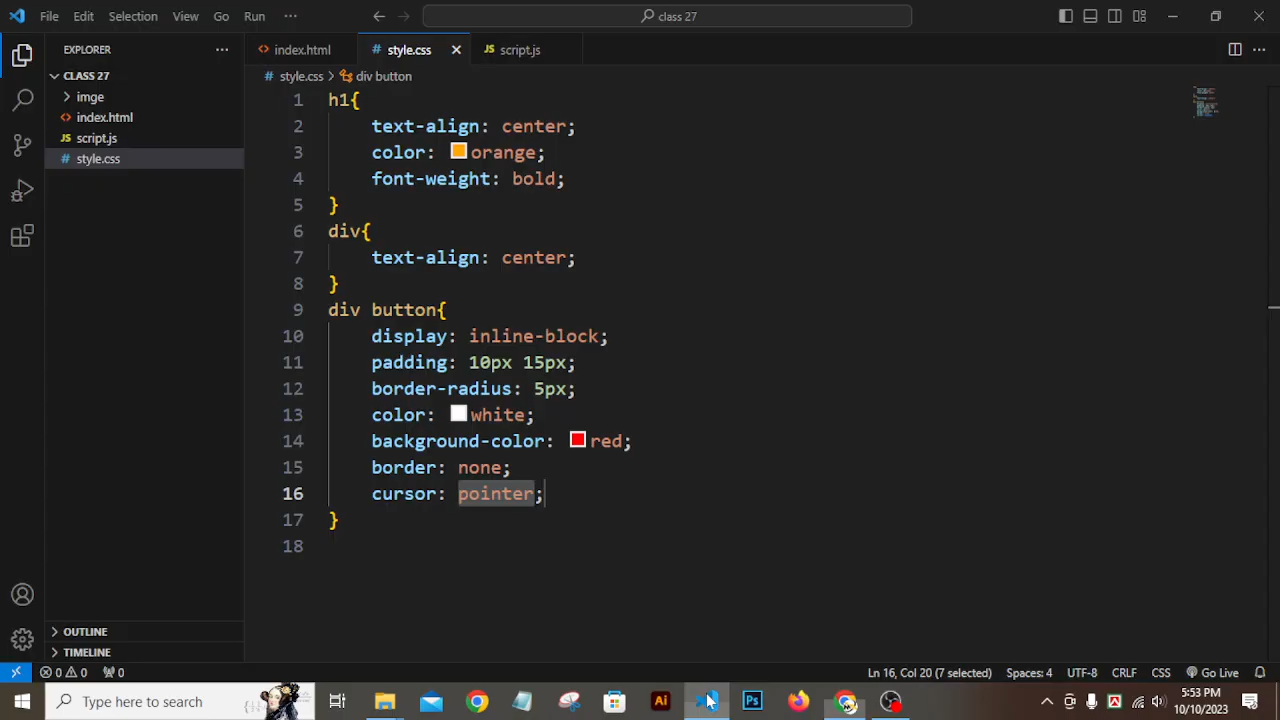 File Edit Selection View Go Run ··· class 27
EXPLORER ···
CLASS 27
imge
index.html
script.js
style.css
OUTLINE
TIMELINE
index.html style.css script.js
# style.css > div button
1 h1{
2 text-align: center;
3 color: orange;
4 font-weight: bold;
5 }
6 div{
7 text-align: center;
8 }
9 div button{
10 display: inline-block;
11 padding: 10px 15px;
12 border-radius: 5px;
13 color: white;
14 background-color: red;
15 border: none;
16 cursor: pointer;
17 }
18
0 0 0 Ln 16, Col 20 (7 selected) Spaces: 4 UTF-8 CRLF CSS Go Live
Type here to search Ai Ps 5:53 PM
10/10/2023